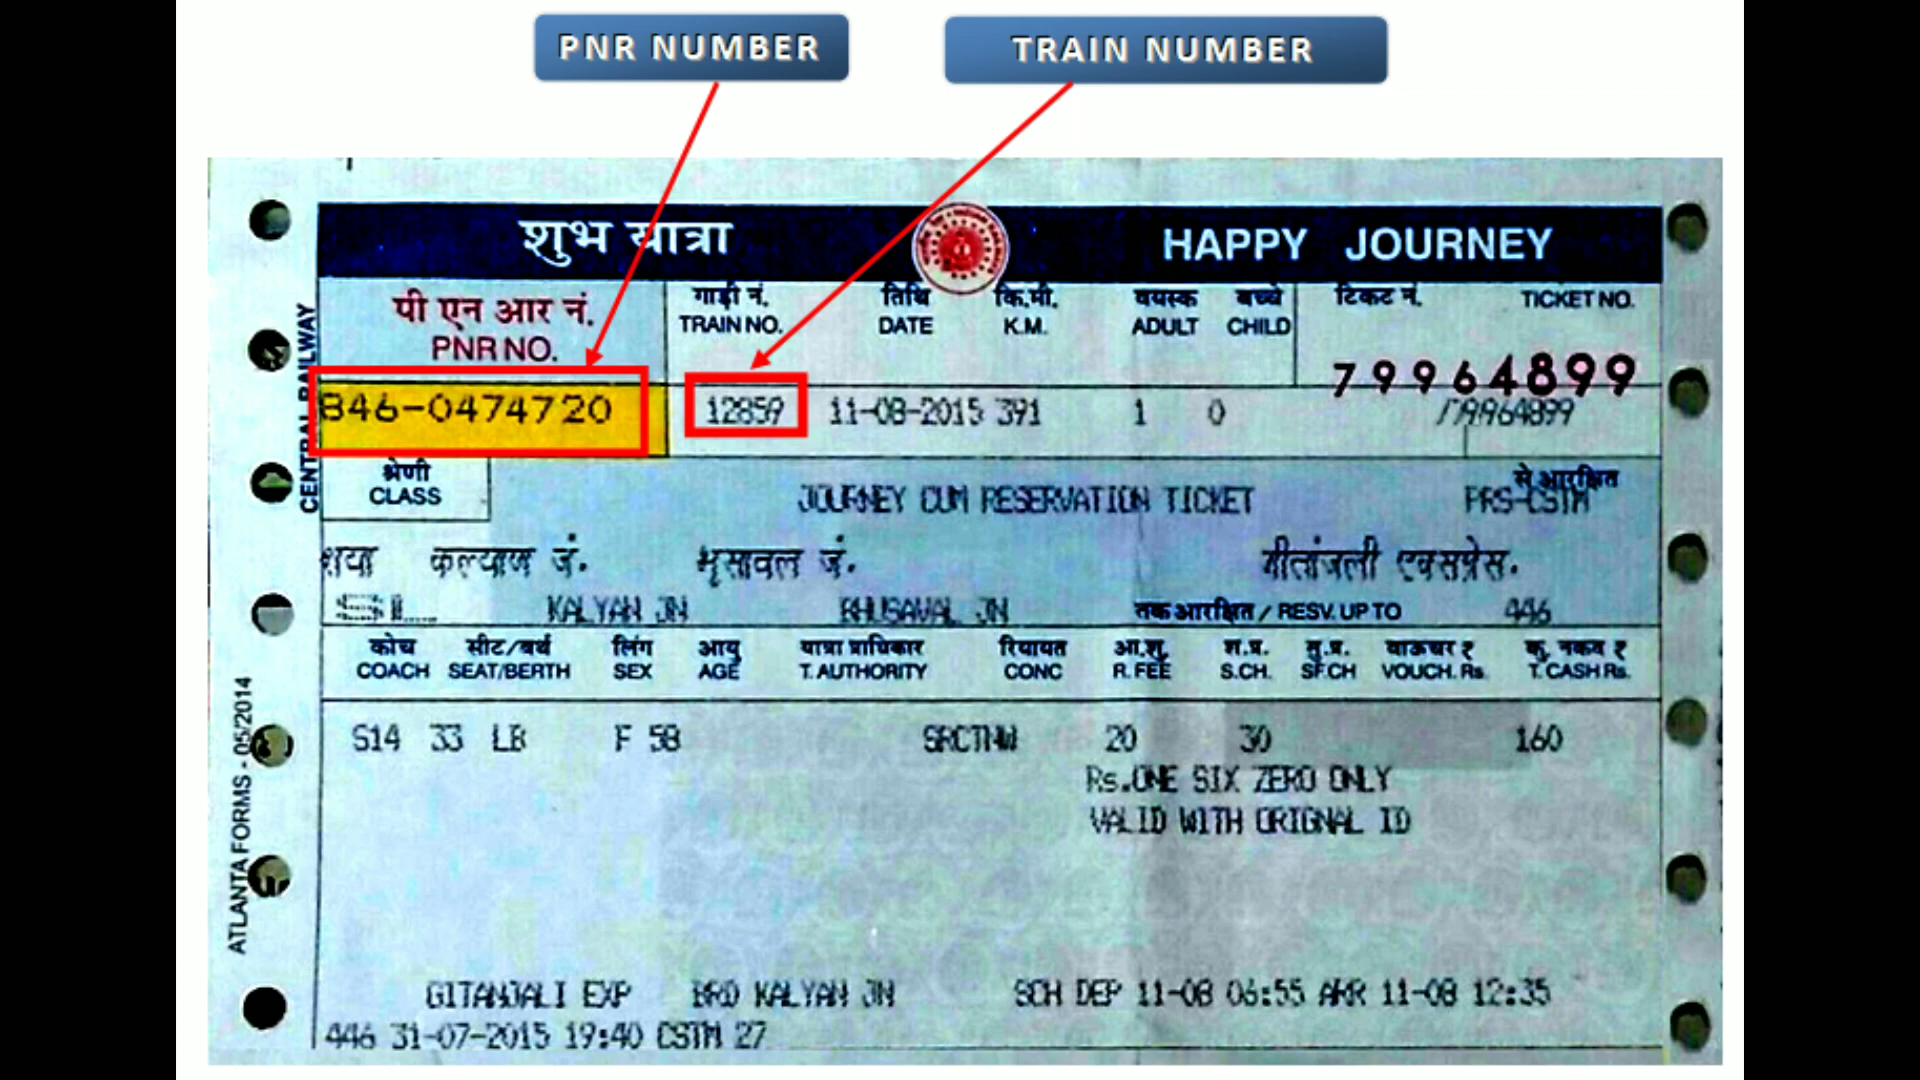 PNR NUMBER TRAIN NUMBER
शुभ यात्रा HAPPY JOURNEY
पी एन आर नं. गाड़ी नं. तिथि कि.मी. वयस्क बच्चे टिकट नं. TICKET NO.
PNR NO. TRAIN NO. DATE K.M. ADULT CHILD
79964899
846-0474720 12859 11-08-2015 391 1 0 79964899
CENTRAL RAILWAY
श्रेणी से आरक्षित
CLASS JOURNEY CUM RESERVATION TICKET PRS-CSTM
शया कल्याण जं. भुसावल जं. गीतांजली एक्सप्रेस.
SL KALYAN JN BHUSAVAL JN तक आरक्षित / RESV. UP TO 446
कोच सीट/बर्थ लिंग आयु यात्रा प्राधिकार रियायत आ.शु. सु.प्र. वाऊचर ₹ कु. नकद ₹
COACH SEAT/BERTH SEX AGE T. AUTHORITY CONC R. FEE S.CH. SF.CH VOUCH. Rs. T. CASH Rs.
S14 33 LB F 58 SRCTNW 20 30 160
Rs.ONE SIX ZERO ONLY
VALID WITH ORIGNAL ID
ATLANTA FORMS - 05/2014
GITANJALI EXP BRD KALYAN JN SCH DEP 11-08 06:55 ARR 11-08 12:35
446 31-07-2015 19:40 CSTM 27